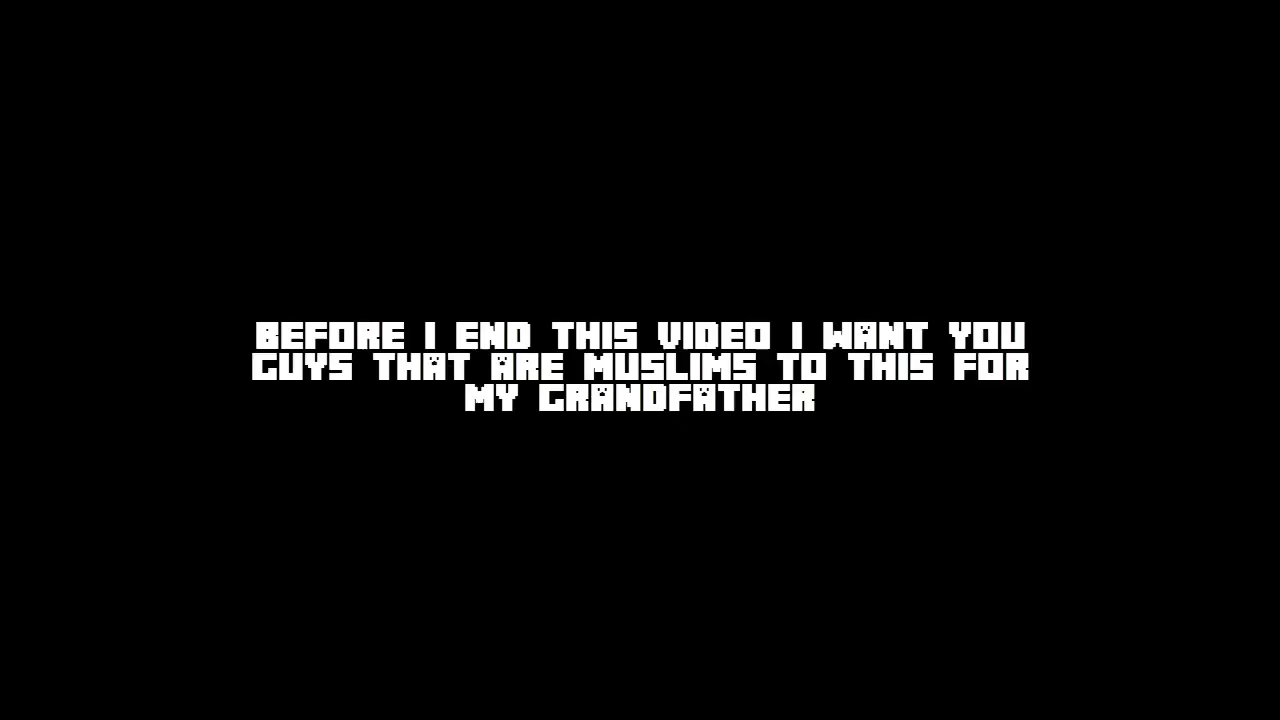 BEFORE I END THIS VIDEO I WANT YOU
GUYS THAT ARE MUSLIMS TO THIS FOR
MY GRANDFATHER